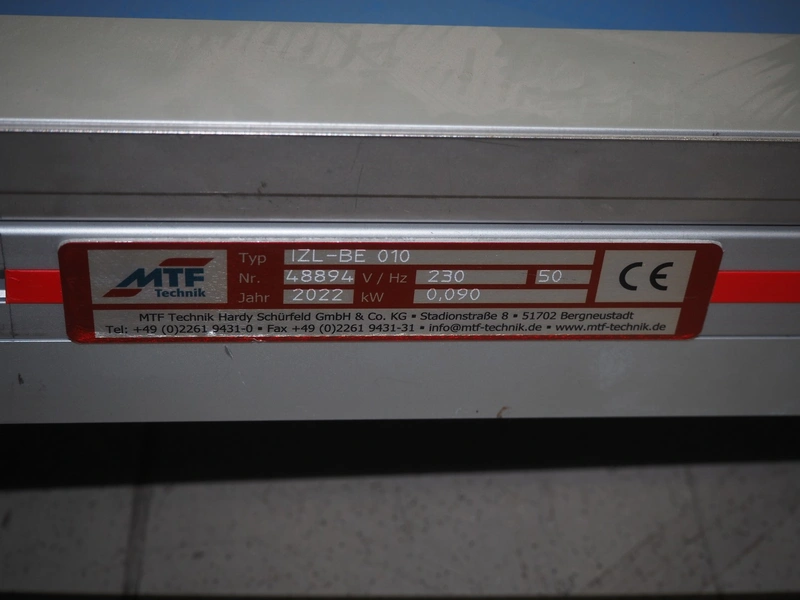 MTF
Technik
Typ IZL-BE 010
Nr. 48894 V / Hz 230 50
Jahr 2022 kW 0,090
CE
MTF Technik Hardy Schürfeld GmbH & Co. KG • Stadionstraße 8 • 51702 Bergneustadt
Tel: +49 (0)2261 9431-0 • Fax +49 (0)2261 9431-31 • info@mtf-technik.de • www.mtf-technik.de